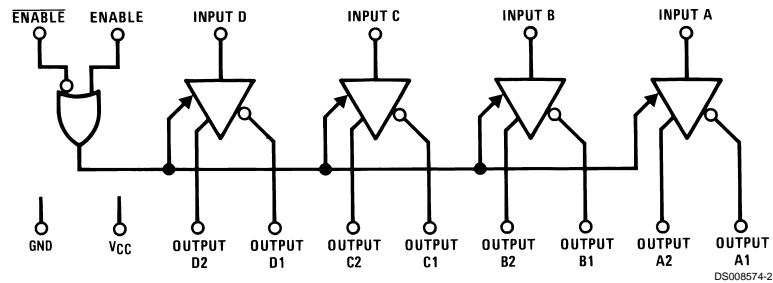 ENABLE ENABLE INPUT D INPUT C INPUT B INPUT A
GND VCC OUTPUT D2 OUTPUT D1 OUTPUT C2 OUTPUT C1 OUTPUT B2 OUTPUT B1 OUTPUT A2 OUTPUT A1
DS008574-2